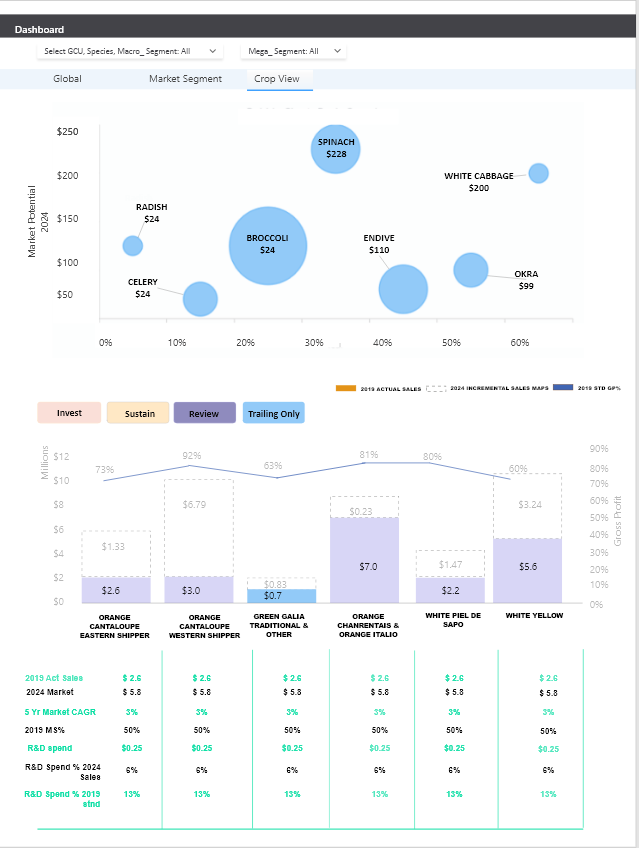 Dashboard
Select GCU, Species, Macro_ Segment: All
Mega_ Segment: All
Global
Market Segment
Crop View
Market Potential
2024
$250
$200
$150
$100
$50
SPINACH
$228
WHITE CABBAGE
$200
RADISH
$24
BROCCOLI
$24
ENDIVE
$110
CELERY
$24
OKRA
$99
0%
10%
20%
30%
40%
50%
60%
2019 ACTUAL SALES
2024 INCREMENTAL SALES MAPS
2019 STD GP%
Invest
Sustain
Review
Trailing Only
Millions
$12
$10
$8
$6
$4
$2
$0
73%
92%
63%
81%
80%
60%
$1.33
$6.79
$0.83
$0.23
$1.47
$3.24
$2.6
$3.0
$0.7
$7.0
$2.2
$5.6
90%
80%
70%
60%
50%
40%
30%
20%
10%
0%
Gross Profit
ORANGE
CANTALOUPE
EASTERN SHIPPER
ORANGE
CANTALOUPE
WESTERN SHIPPER
GREEN GALIA
TRADITIONAL &
OTHER
ORANGE
CHANRENTAIS &
ORANGE ITALIO
WHITE PIEL DE
SAPO
WHITE YELLOW
2019 Act Sales $ 2.6 $ 2.6 $ 2.6 $ 2.6 $ 2.6 $ 2.6
2024 Market $ 5.8 $ 5.8 $ 5.8 $ 5.8 $ 5.8 $ 5.8
5 Yr Market CAGR 3% 3% 3% 3% 3% 3%
2019 MS% 50% 50% 50% 50% 50% 50%
R&D spend $0.25 $0.25 $0.25 $0.25 $0.25 $0.25
R&D Spend % 2024
Sales 6% 6% 6% 6% 6% 6%
R&D Spend % 2019
stnd 13% 13% 13% 13% 13% 13%